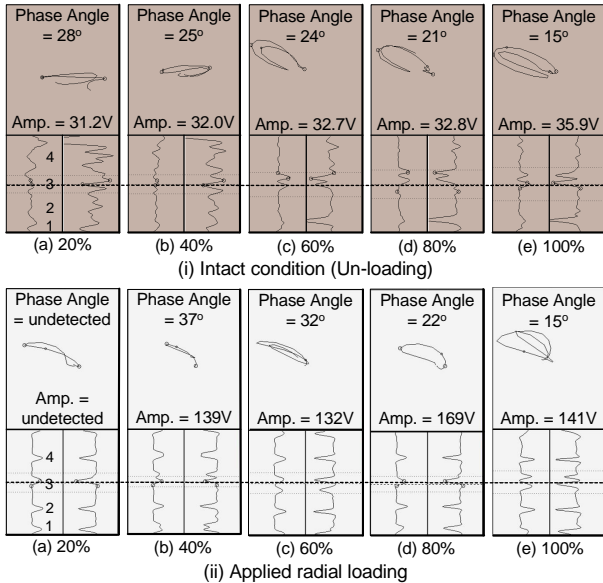 Phase Angle Phase Angle Phase Angle Phase Angle Phase Angle
= 28° = 25° = 24° = 21° = 15°
Amp. = 31.2V Amp. = 32.0V Amp. = 32.7V Amp. = 32.8V Amp. = 35.9V
4
3
2
1
(a) 20% (b) 40% (c) 60% (d) 80% (e) 100%
(i) Intact condition (Un-loading)
Phase Angle Phase Angle Phase Angle Phase Angle Phase Angle
= undetected = 37° = 32° = 22° = 15°
Amp. =
undetected Amp. = 139V Amp. = 132V Amp. = 169V Amp. = 141V
4
3
2
1
(a) 20% (b) 40% (c) 60% (d) 80% (e) 100%
(ii) Applied radial loading